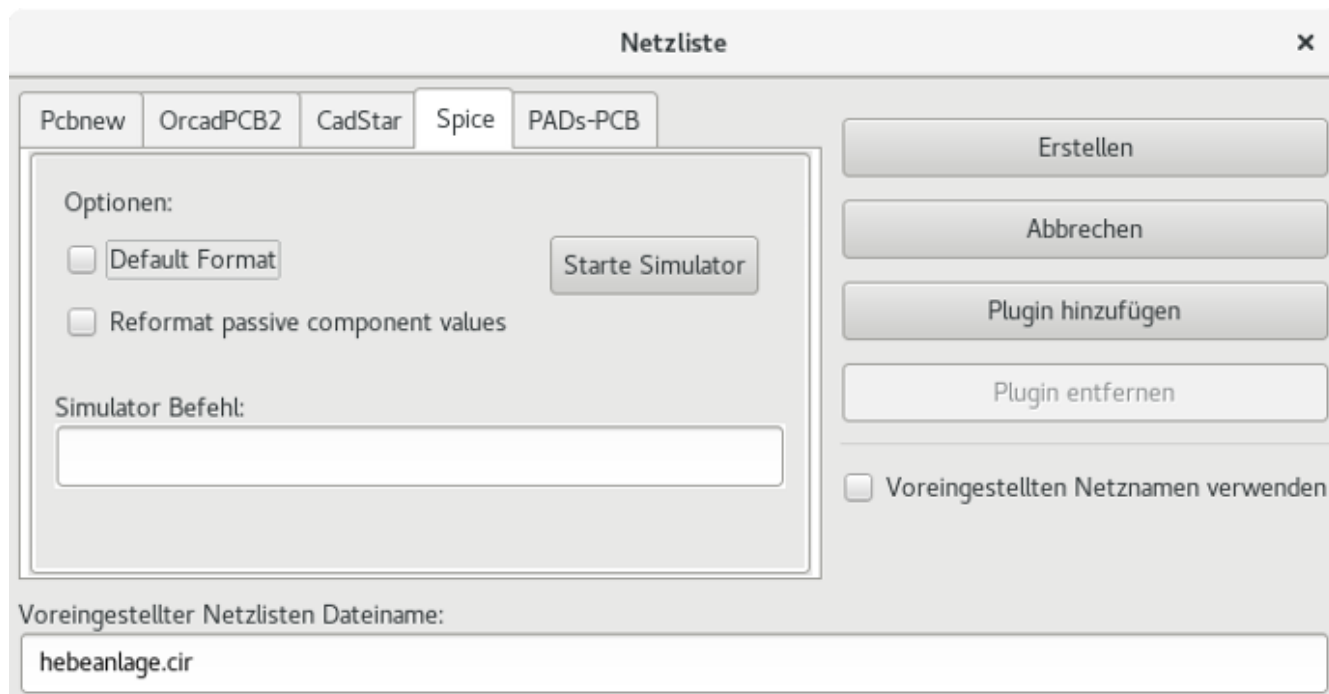 Netzliste
Pcbnew OrcadPCB2 CadStar Spice PADs-PCB
Optionen:
Default Format
Starte Simulator
Reformat passive component values
Simulator Befehl:
Erstellen
Abbrechen
Plugin hinzufügen
Plugin entfernen
Voreingestellten Netznamen verwenden
Voreingestellter Netzlisten Dateiname:
hebeanlage.cir